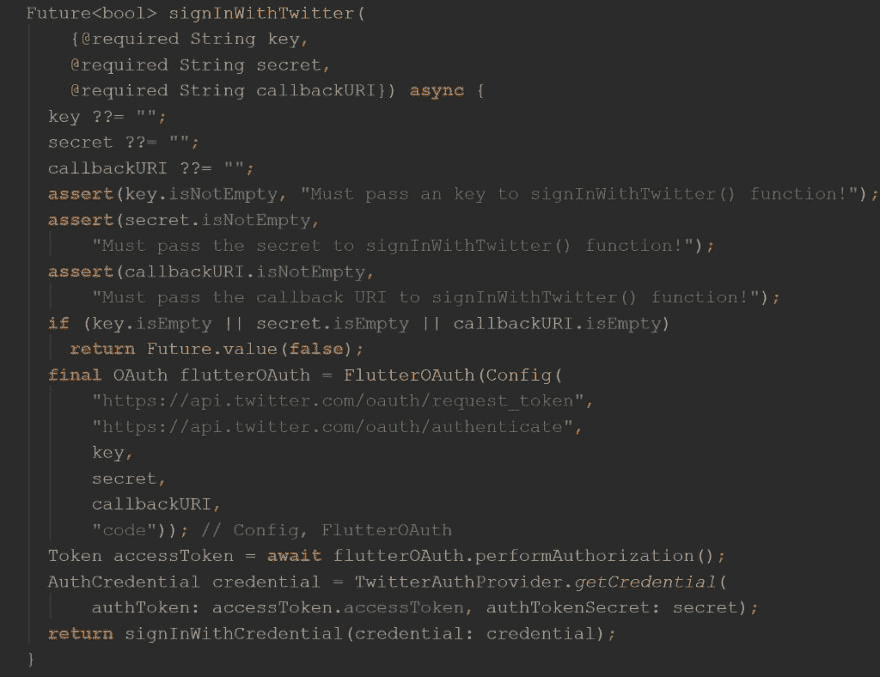 Future<bool> signInWithTwitter(
{@required String key,
@required String secret,
@required String callbackURI}) async {
key ??= "";
secret ??= "";
callbackURI ??= "";
assert(key.isNotEmpty, "Must pass an key to signInWithTwitter() function!");
assert(secret.isNotEmpty,
"Must pass the secret to signInWithTwitter() function!");
assert(callbackURI.isNotEmpty,
"Must pass the callback URI to signInWithTwitter() function!");
if (key.isEmpty || secret.isEmpty || callbackURI.isEmpty)
return Future.value(false);
final OAuth flutterOAuth = FlutterOAuth(Config(
"https://api.twitter.com/oauth/request_token",
"https://api.twitter.com/oauth/authenticate",
key,
secret,
callbackURI,
"code")); // Config, FlutterOAuth
Token accessToken = await flutterOAuth.performAuthorization();
AuthCredential credential = TwitterAuthProvider.getCredential(
authToken: accessToken.accessToken, authTokenSecret: secret);
return signInWithCredential(credential: credential);
}